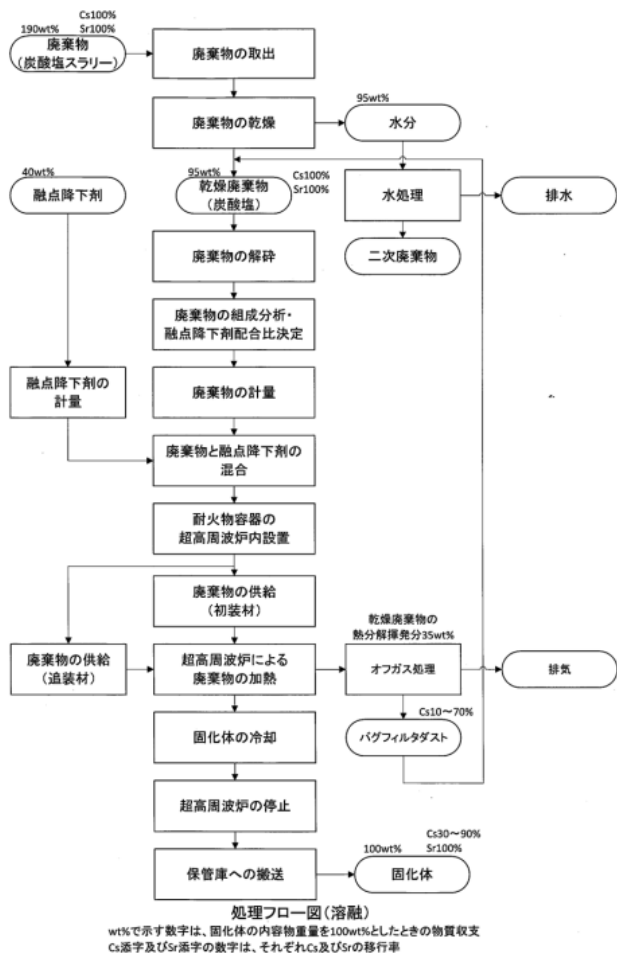 Cs100%
190wt% Sr100%
廃棄物
(炭酸塩スラリー)
廃棄物の取出
廃棄物の乾燥
95wt%
水分
40wt%
融点降下剤
95wt%
乾燥廃棄物
(炭酸塩)
Cs100%
Sr100%
水処理
排水
二次廃棄物
廃棄物の解砕
廃棄物の組成分析・
融点降下剤配合比決定
融点降下剤の
計量
廃棄物の計量
廃棄物と融点降下剤の
混合
耐火物容器の
超高周波炉内設置
廃棄物の供給
(初装材)
廃棄物の供給
(追装材)
超高周波炉による
廃棄物の加熱
乾燥廃棄物の
熱分解揮発分35wt%
オフガス処理
排気
Cs10~70%
バグフィルタダスト
固化体の冷却
超高周波炉の停止
保管庫への搬送
Cs30~90%
100wt% Sr100%
固化体
処理フロー図(溶融)
wt%で示す数字は、固化体の内容物重量を100wt%としたときの物質収支
Cs添字及びSr添字の数字は、それぞれCs及びSrの移行率